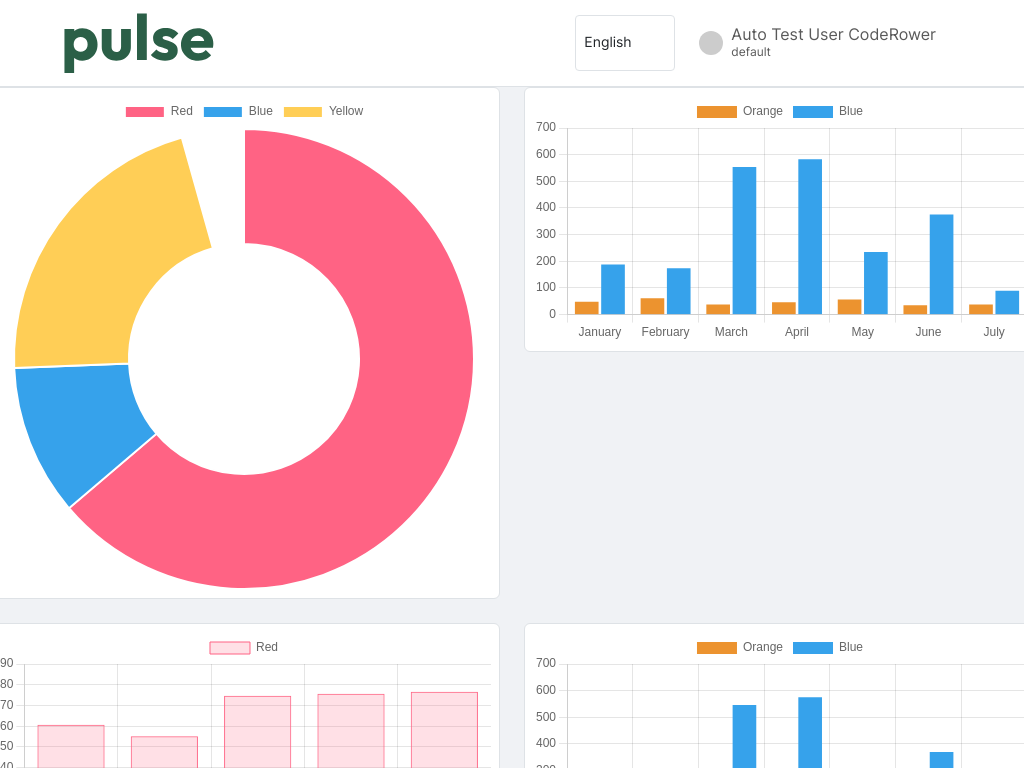 pulse
English
Auto Test User CodeRower
default
Red Blue Yellow
Orange Blue
700
600
500
400
300
200
100
0
January February March April May June July
Red
90
80
70
60
50
40
Orange Blue
700
600
500
400
300